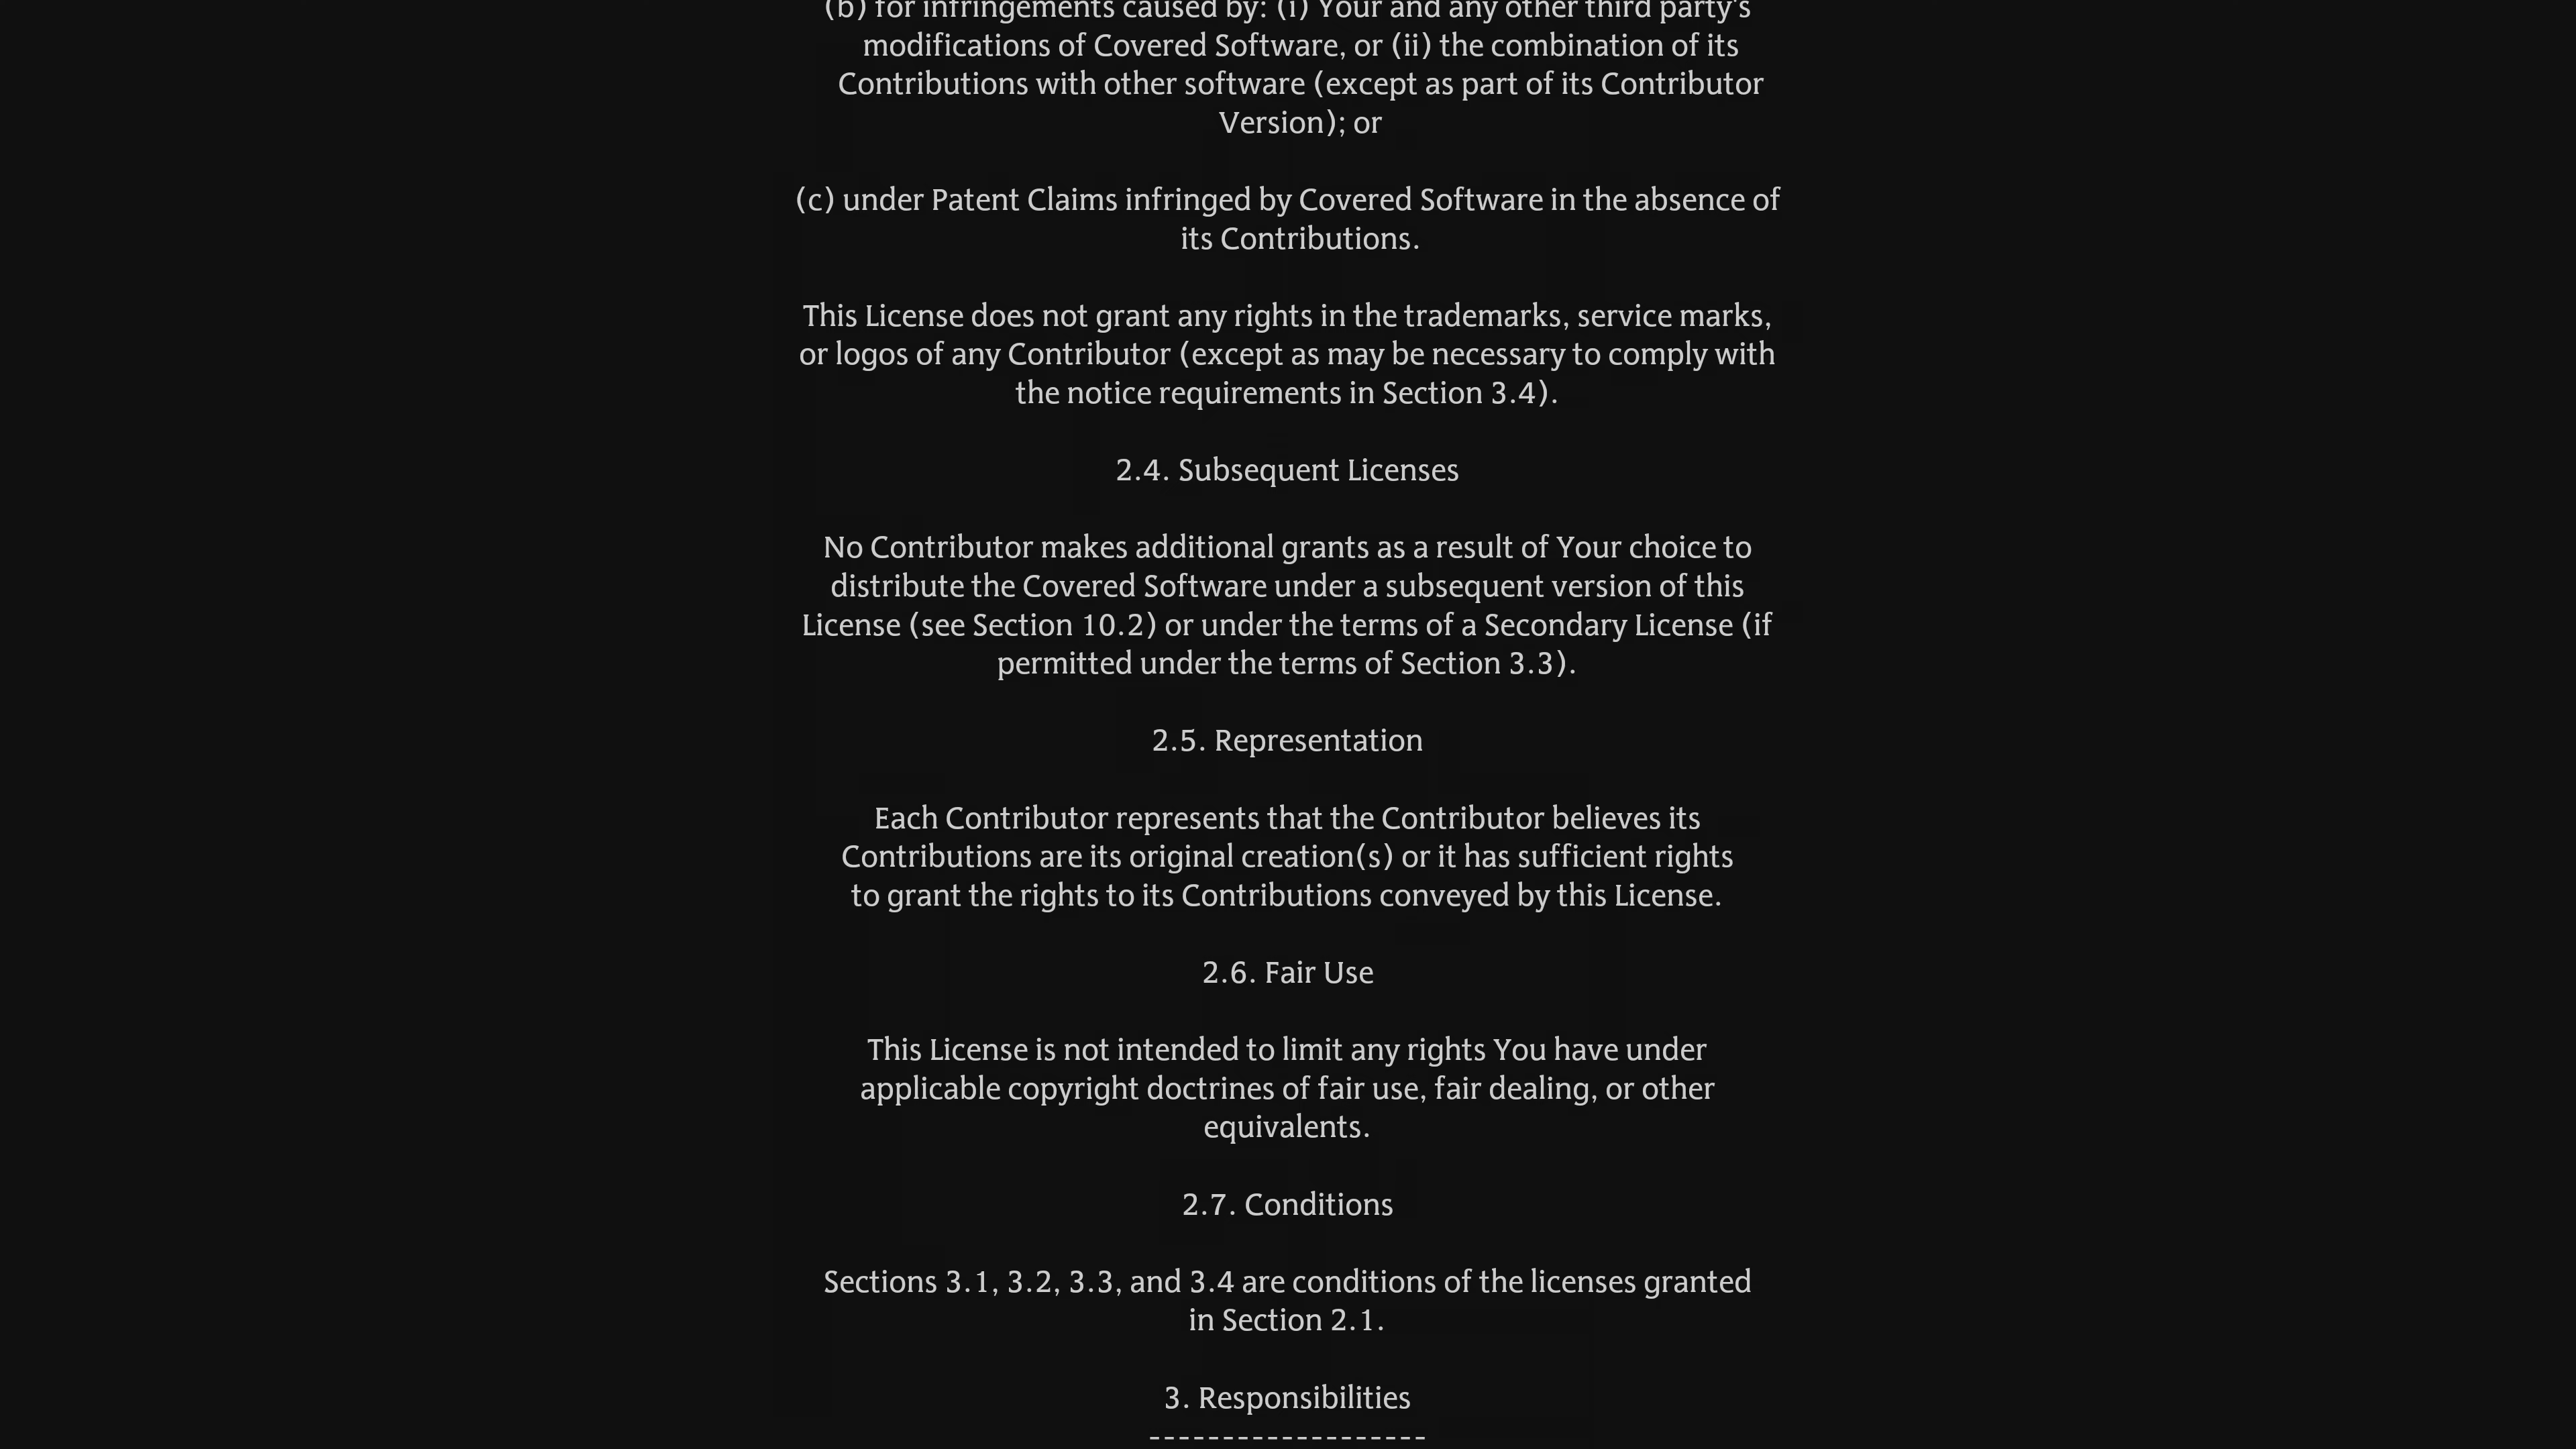 (b) for infringements caused by: (i) Your and any other third party's
modifications of Covered Software, or (ii) the combination of its
Contributions with other software (except as part of its Contributor
Version); or
(c) under Patent Claims infringed by Covered Software in the absence of
its Contributions.
This License does not grant any rights in the trademarks, service marks,
or logos of any Contributor (except as may be necessary to comply with
the notice requirements in Section 3.4).
2.4. Subsequent Licenses
No Contributor makes additional grants as a result of Your choice to
distribute the Covered Software under a subsequent version of this
License (see Section 10.2) or under the terms of a Secondary License (if
permitted under the terms of Section 3.3).
2.5. Representation
Each Contributor represents that the Contributor believes its
Contributions are its original creation(s) or it has sufficient rights
to grant the rights to its Contributions conveyed by this License.
2.6. Fair Use
This License is not intended to limit any rights You have under
applicable copyright doctrines of fair use, fair dealing, or other
equivalents.
2.7. Conditions
Sections 3.1, 3.2, 3.3, and 3.4 are conditions of the licenses granted
in Section 2.1.
3. Responsibilities
-------------------